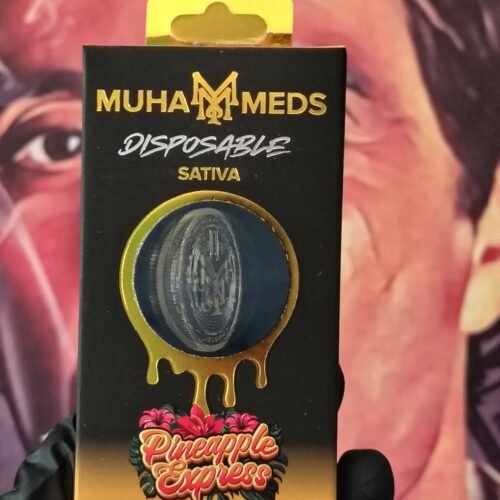 MUHA MEDS
DISPOSABLE
SATIVA
Pineapple
Express